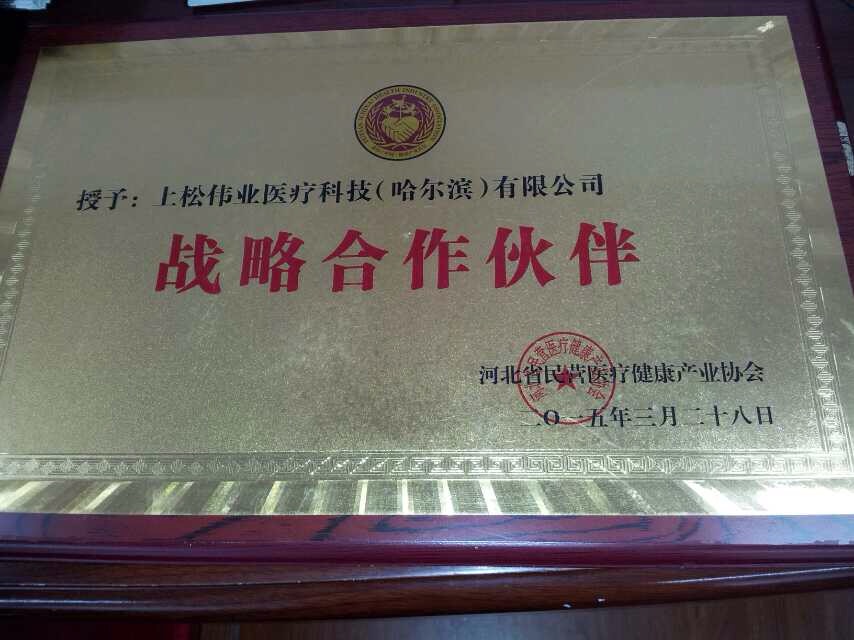 授予：上松伟业医疗科技（哈尔滨）有限公司
战略合作伙伴
河北省民营医疗健康产业协会
二〇一五年三月二十八日